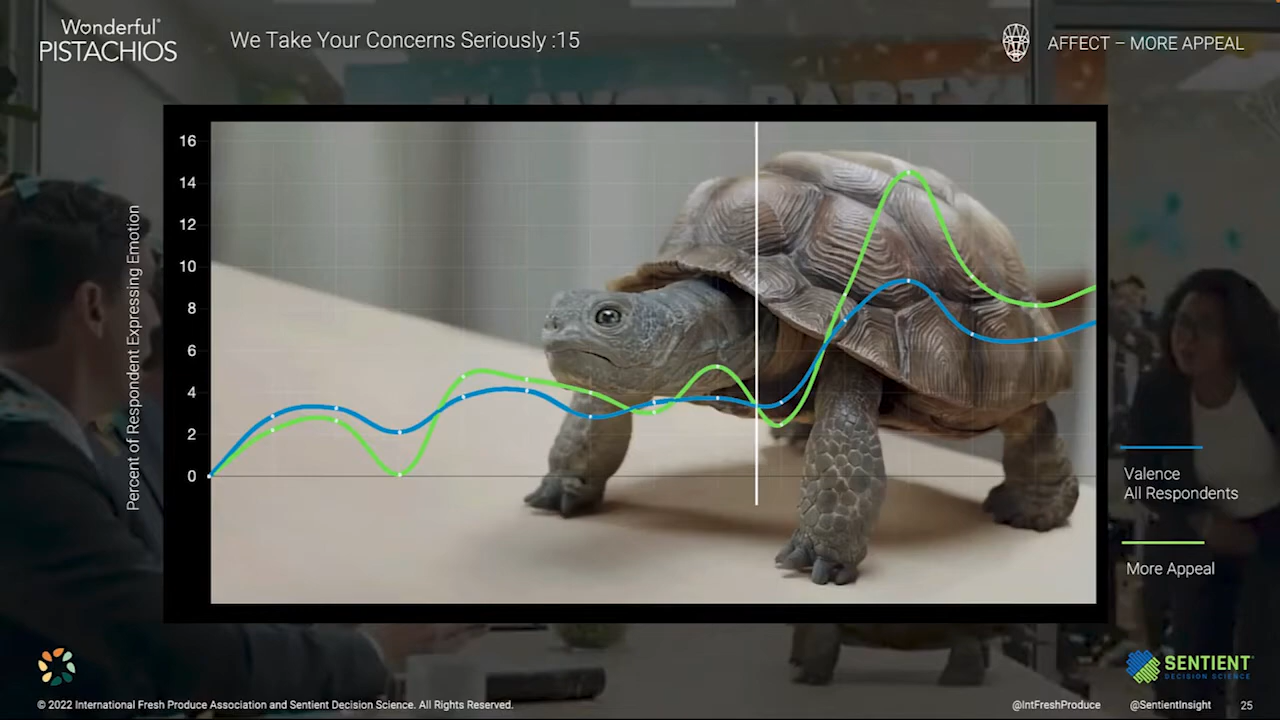 Wonderful®
PISTACHIOS
We Take Your Concerns Seriously :15
AFFECT – MORE APPEAL
Percent of Respondent Expressing Emotion
16
14
12
10
8
6
4
2
0
Valence
All Respondents
More Appeal
SENTIENT®
DECISION SCIENCE
© 2022 International Fresh Produce Association and Sentient Decision Science. All Rights Reserved.
@IntFreshProduce
@SentientInsight
25